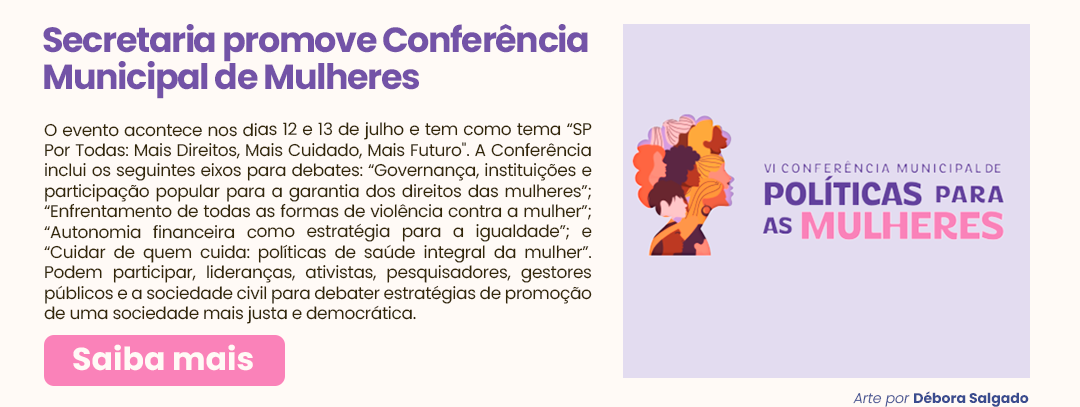 Secretaria promove Conferência
Municipal de Mulheres
O evento acontece nos dias 12 e 13 de julho e tem como tema “SP
Por Todas: Mais Direitos, Mais Cuidado, Mais Futuro". A Conferência
inclui os seguintes eixos para debates: “Governança, instituições e
participação popular para a garantia dos direitos das mulheres”;
“Enfrentamento de todas as formas de violência contra a mulher”;
“Autonomia financeira como estratégia para a igualdade”; e
“Cuidar de quem cuida: políticas de saúde integral da mulher”.
Podem participar, lideranças, ativistas, pesquisadores, gestores
públicos e a sociedade civil para debater estratégias de promoção
de uma sociedade mais justa e democrática.
Saiba mais
VI CONFERÊNCIA MUNICIPAL DE
POLÍTICAS PARA
AS MULHERES
Arte por Débora Salgado